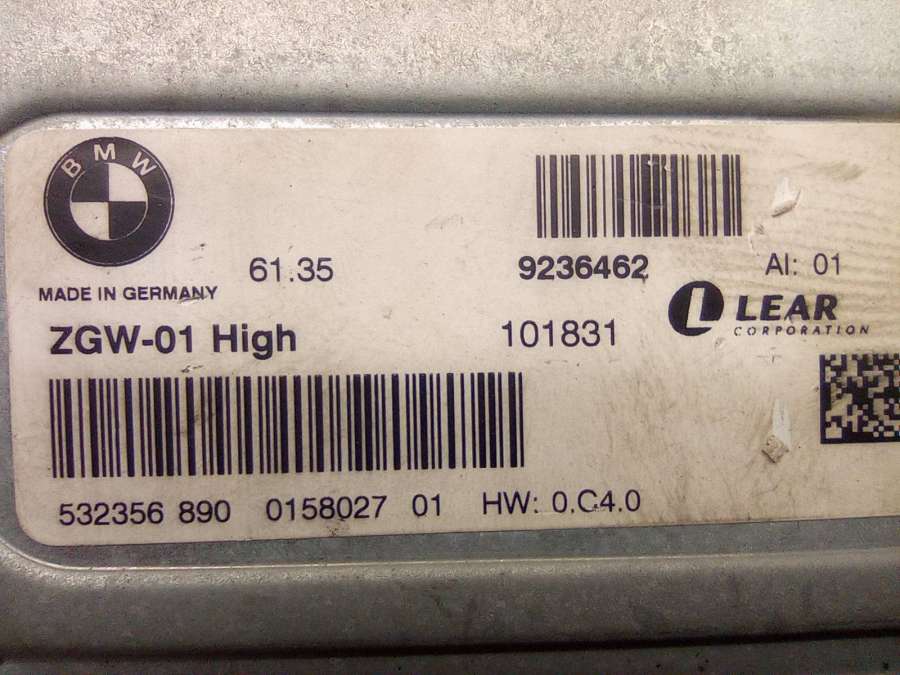 BMW
61.35
9236462
AI: 01
MADE IN GERMANY
ZGW-01 High
101831
L LEAR
CORPORATION
532356 890 0158027 01 HW: 0.C4.0